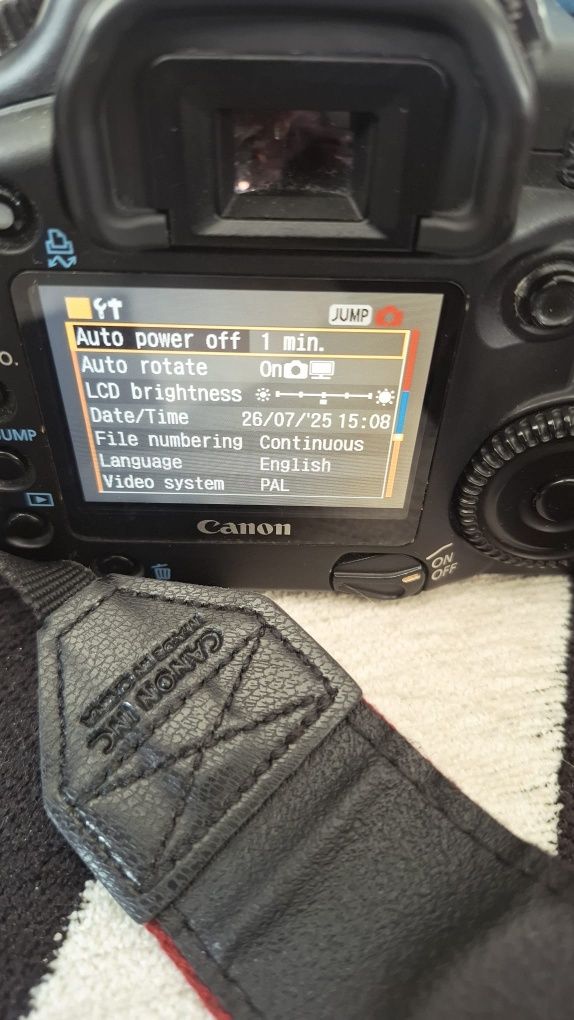 JUMP
Auto power off 1 min.
Auto rotate On
LCD brightness
Date/Time 26/07/'25 15:08
File numbering Continuous
Language English
Video system PAL
JUMP
Canon
ON
OFF
CANON INC